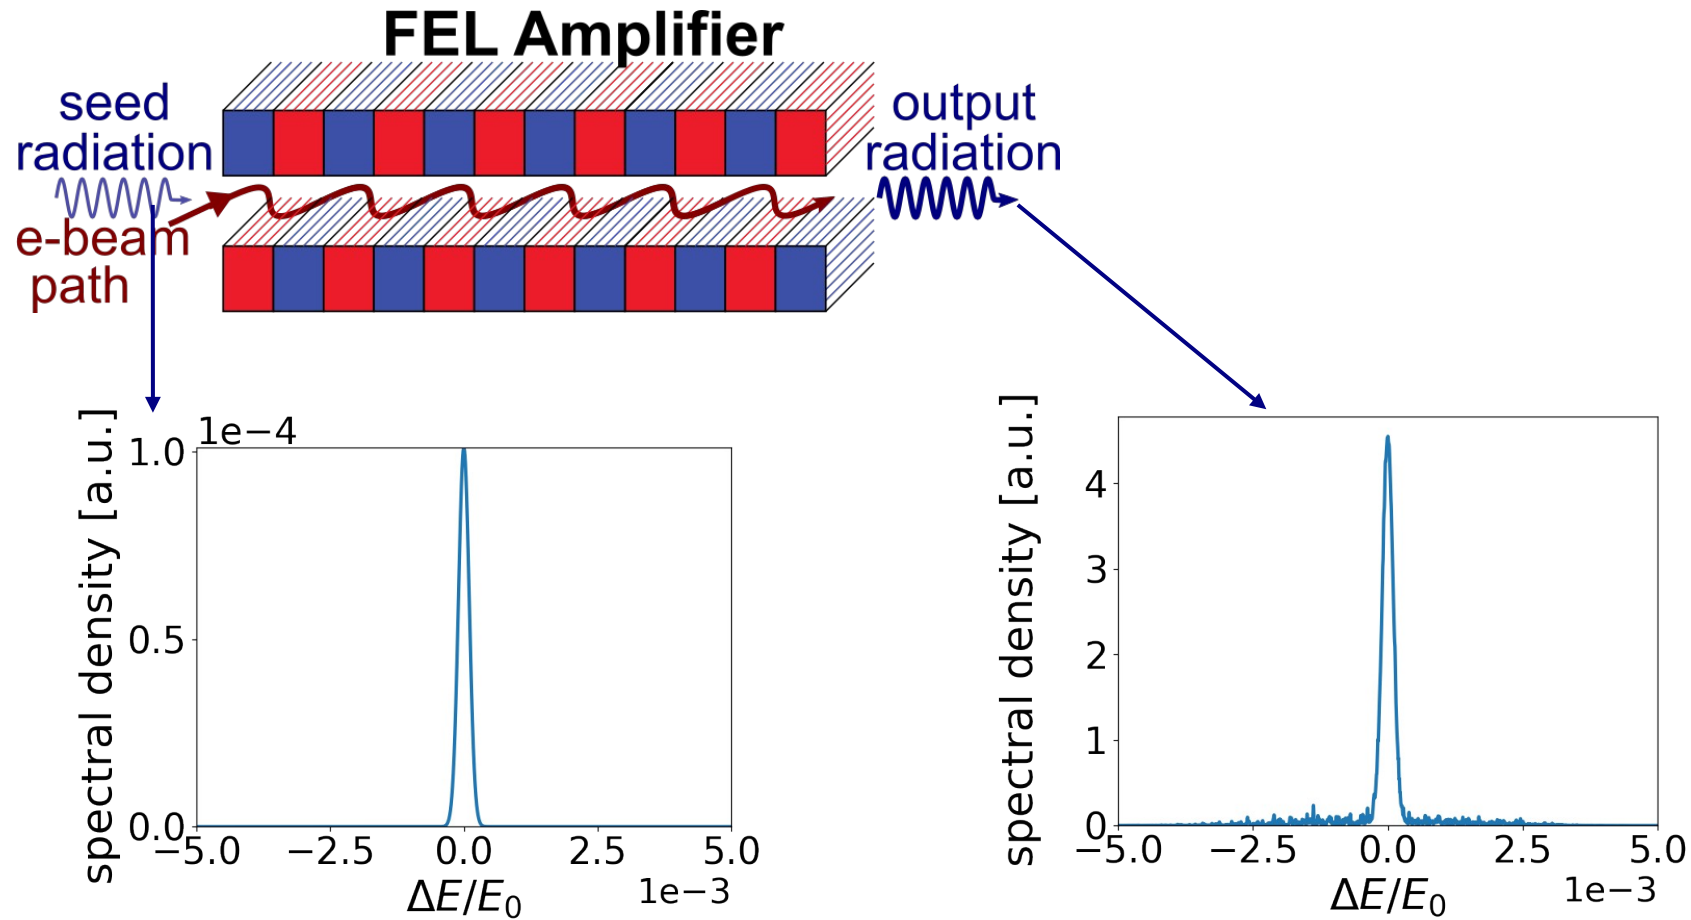 FEL Amplifier
seed
radiation
e-beam
path
output
radiation
1e−4
spectral density [a.u.]
1.0
0.5
0.0
−5.0 −2.5 0.0 2.5 5.0
1e−3
ΔE/E₀
spectral density [a.u.]
4
3
2
1
0
−5.0 −2.5 0.0 2.5 5.0
1e−3
ΔE/E₀